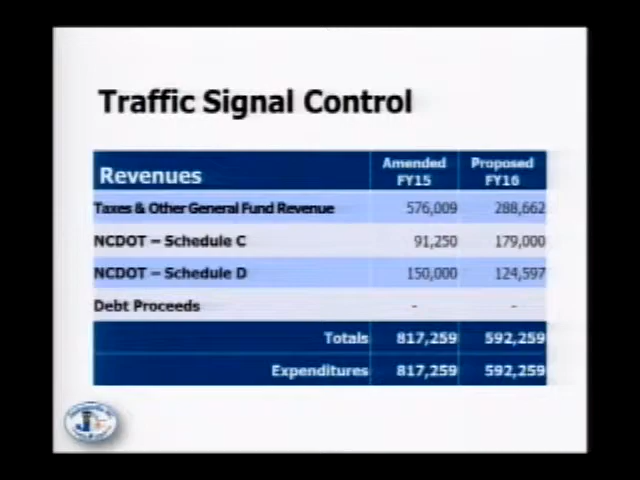 Traffic Signal Control
Revenues Amended FY15 Proposed FY16
Taxes & Other General Fund Revenue 576,009 288,662
NCDOT – Schedule C 91,250 179,000
NCDOT – Schedule D 150,000 124,597
Debt Proceeds - -
Totals 817,259 592,259
Expenditures 817,259 592,259